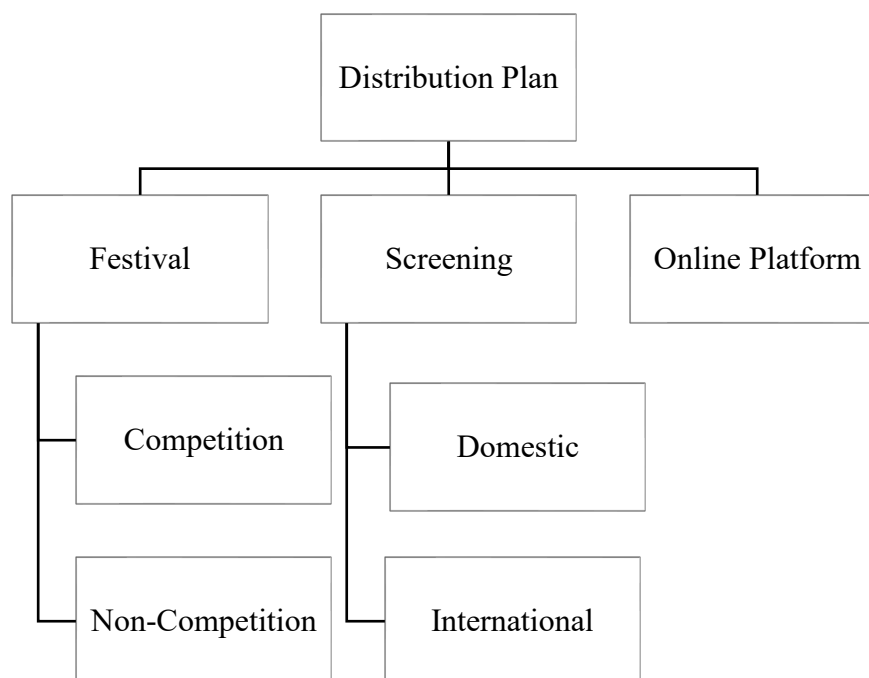 Distribution Plan
Festival
Screening
Online Platform
Competition
Domestic
Non-Competition
International